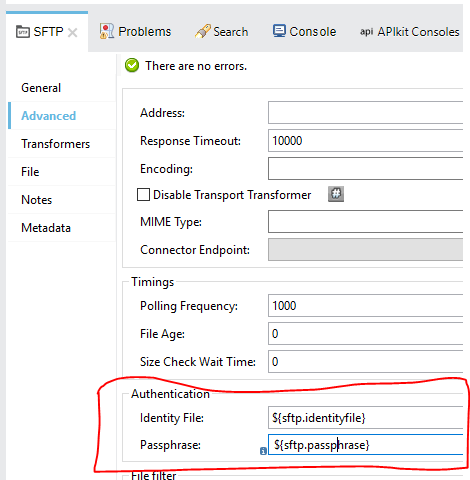 SFTP Problems Search Console api APIkit Consoles
There are no errors.
General
Advanced
Transformers
File
Notes
Metadata
Address:
Response Timeout: 10000
Encoding:
Disable Transport Transformer #
MIME Type:
Connector Endpoint:
Timings
Polling Frequency: 1000
File Age: 0
Size Check Wait Time: 0
Authentication
Identity File: ${sftp.identityfile}
Passphrase: ${sftp.passphrase}
File filter